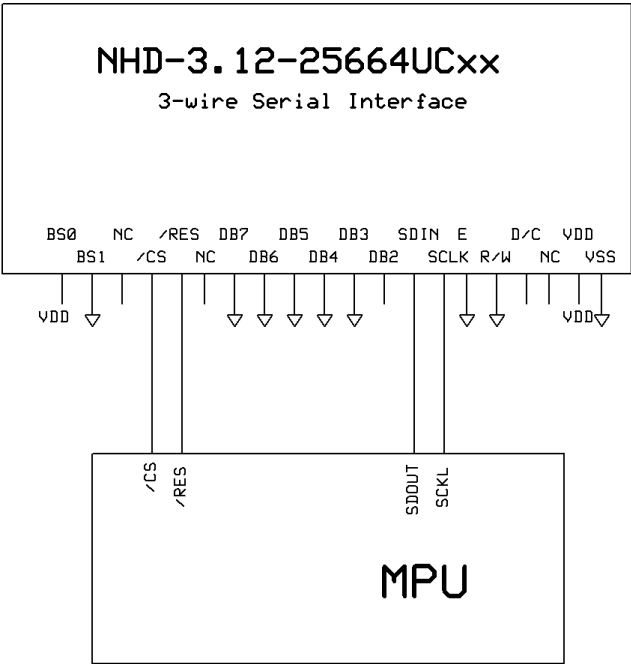 NHD-3.12-25664UCxx
3-wire Serial Interface
BS0 NC /RES DB7 DB5 DB3 SDIN E D/C VDD
BS1 /CS NC DB6 DB4 DB2 SCLK R/W NC VSS
VDD VDD
/CS
/RES
SDOUT
SCKL
MPU